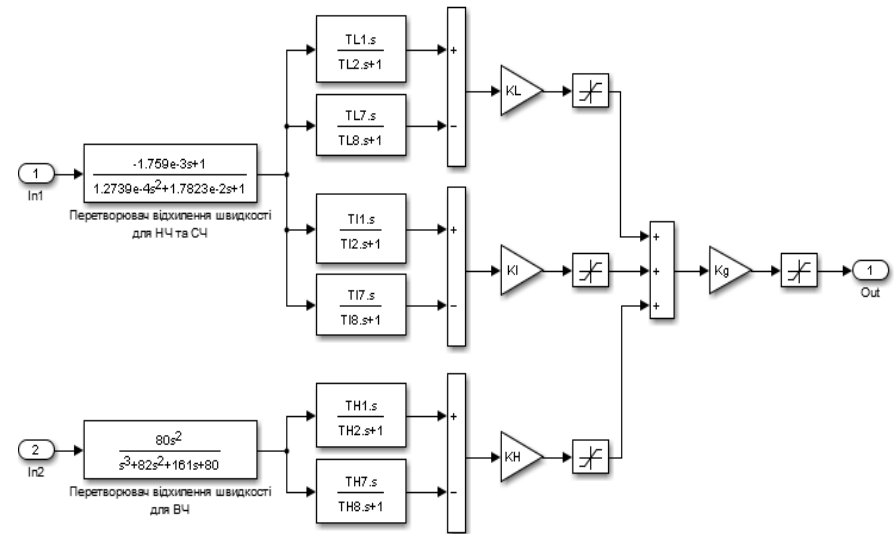 TL1.s
TL2.s+1
+
KL
TL7.s
TL8.s+1
−
1
In1
-1.759e-3s+1
1.2739e-4s²+1.7823e-2s+1
Перетворювач відхилення швидкості
для НЧ та СЧ
TI1.s
TI2.s+1
+
KI
TI7.s
TI8.s+1
−
+
+
+
Kg
1
Out
2
In2
80s²
s³+82s²+161s+80
Перетворювач відхилення швидкості
для ВЧ
TH1.s
TH2.s+1
+
KH
TH7.s
TH8.s+1
−